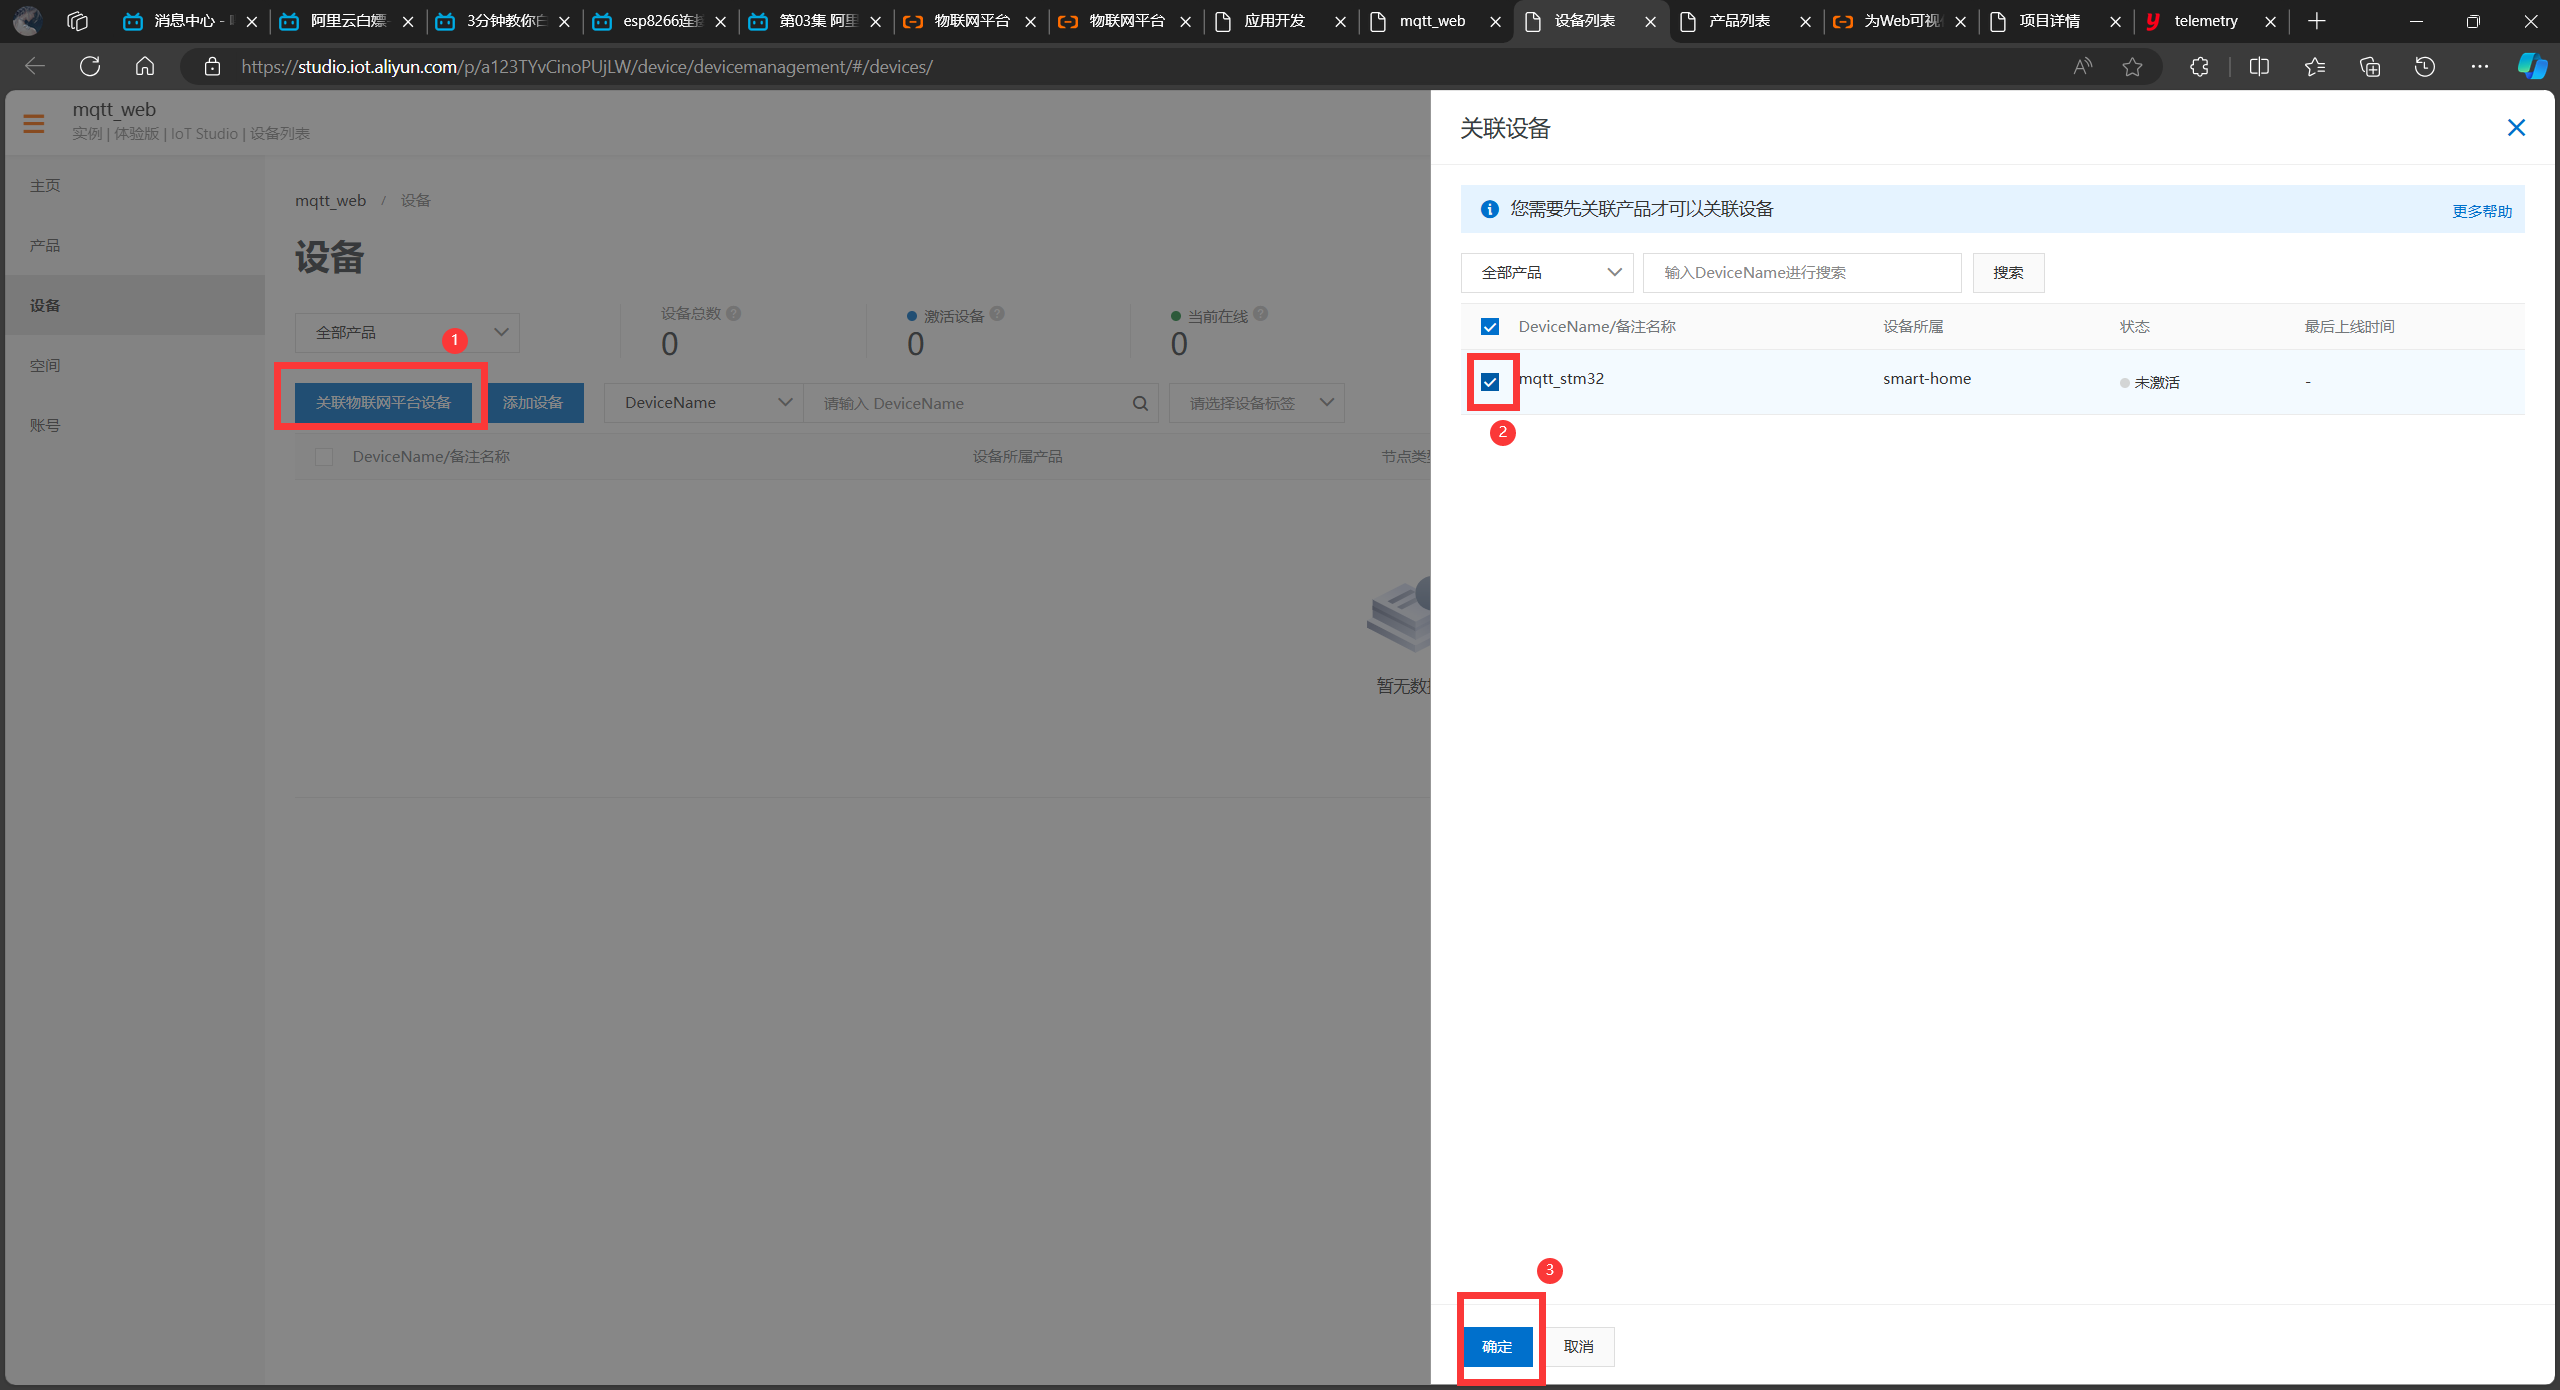 消息中心 -
阿里云白嫖
3分钟教你白
esp8266连接
第03集 阿里
物联网平台
物联网平台
应用开发
mqtt_web
设备列表
产品列表
为Web可视
项目详情
telemetry
https://studio.iot.aliyun.com/p/a123TYvCinoPUjLW/device/devicemanagement/#/devices/
mqtt_web
实例 | 体验版 | IoT Studio | 设备列表
主页
产品
设备
空间
账号
mqtt_web / 设备
设备
全部产品
1
设备总数 ?
0
激活设备 ?
0
当前在线 ?
0
关联物联网平台设备
添加设备
DeviceName
请输入 DeviceName
请选择设备标签
DeviceName/备注名称
设备所属产品
节点类型
暂无数据
关联设备
您需要先关联产品才可以关联设备
更多帮助
全部产品
输入DeviceName进行搜索
搜索
DeviceName/备注名称
设备所属
状态
最后上线时间
mqtt_stm32
smart-home
未激活
-
2
3
确定
取消